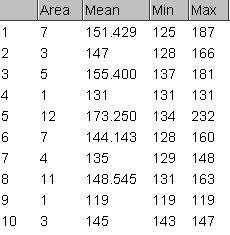 Area Mean Min Max
1 7 151.429 125 187
2 3 147 128 166
3 5 155.400 137 181
4 1 131 131 131
5 12 173.250 134 232
6 7 144.143 128 160
7 4 135 129 148
8 11 148.545 131 163
9 1 119 119 119
10 3 145 143 147